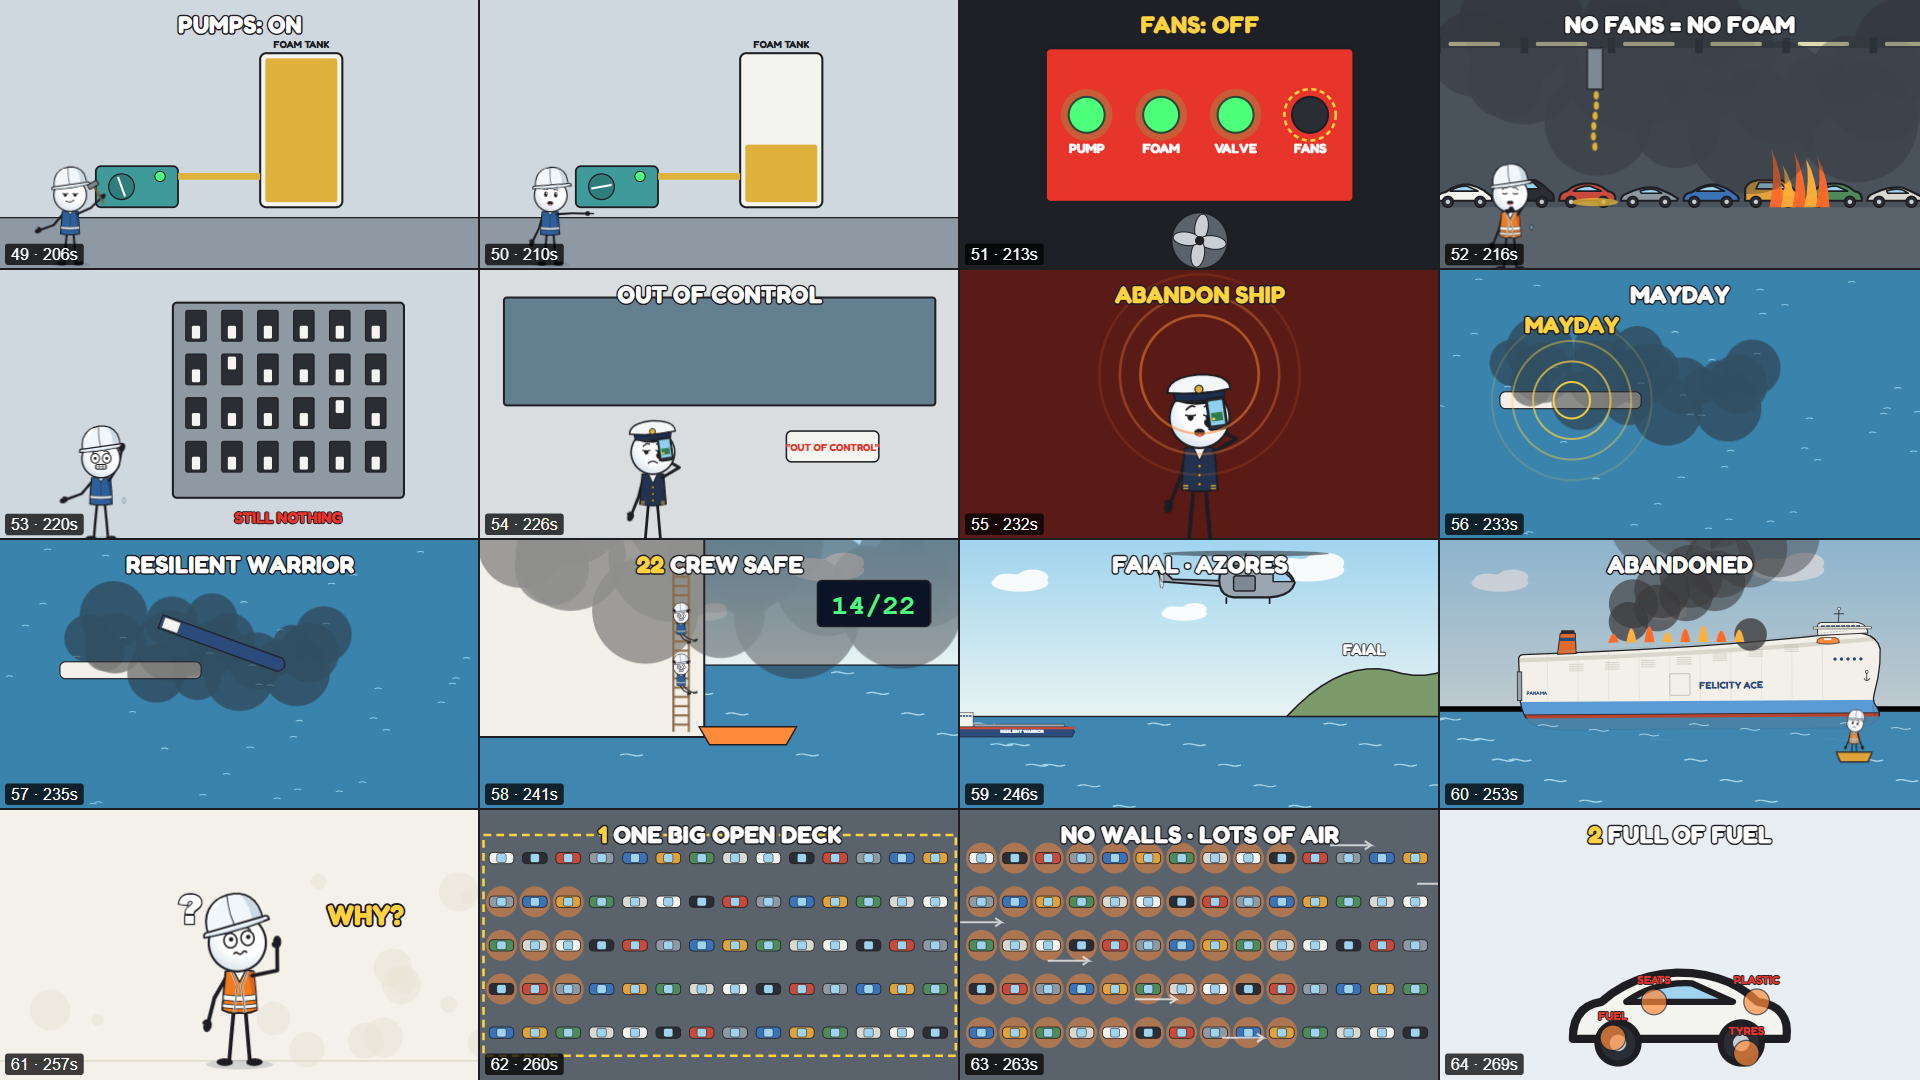 PUMPS: ON
FOAM TANK
49 · 206s
FOAM TANK
50 · 210s
FANS: OFF
PUMP
FOAM
VALVE
FANS
51 · 213s
NO FANS = NO FOAM
52 · 216s
STILL NOTHING
53 · 220s
OUT OF CONTROL
"OUT OF CONTROL"
54 · 226s
ABANDON SHIP
55 · 232s
MAYDAY
MAYDAY
56 · 233s
RESILIENT WARRIOR
57 · 235s
22 CREW SAFE
14/22
58 · 241s
FAIAL · AZORES
FAIAL
RESILIENT WARRIOR
59 · 246s
ABANDONED
FELICITY ACE
PANAMA
60 · 253s
?
WHY?
61 · 257s
1 ONE BIG OPEN DECK
62 · 260s
NO WALLS · LOTS OF AIR
63 · 263s
2 FULL OF FUEL
SEATS
PLASTIC
FUEL
TYRES
64 · 269s